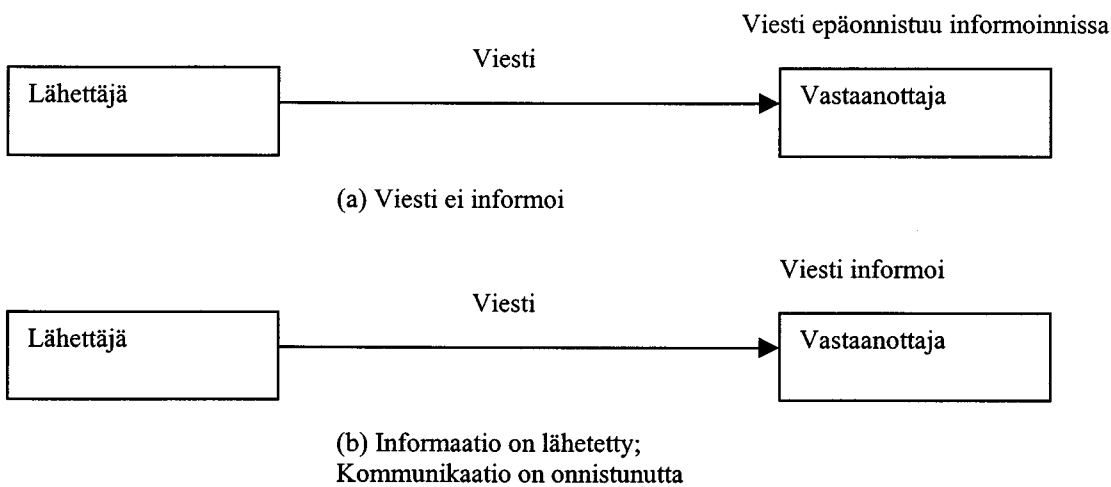 Viesti epäonnistuu informoinnissa
Viesti
Lähettäjä
Vastaanottaja
(a) Viesti ei informoi
Viesti informoi
Viesti
Lähettäjä
Vastaanottaja
(b) Informaatio on lähetetty;
Kommunikaatio on onnistunutta